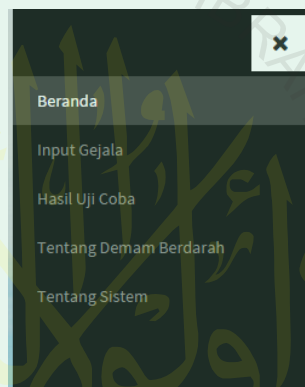 Beranda
Input Gejala
Hasil Uji Coba
Tentang Demam Berdarah
Tentang Sistem